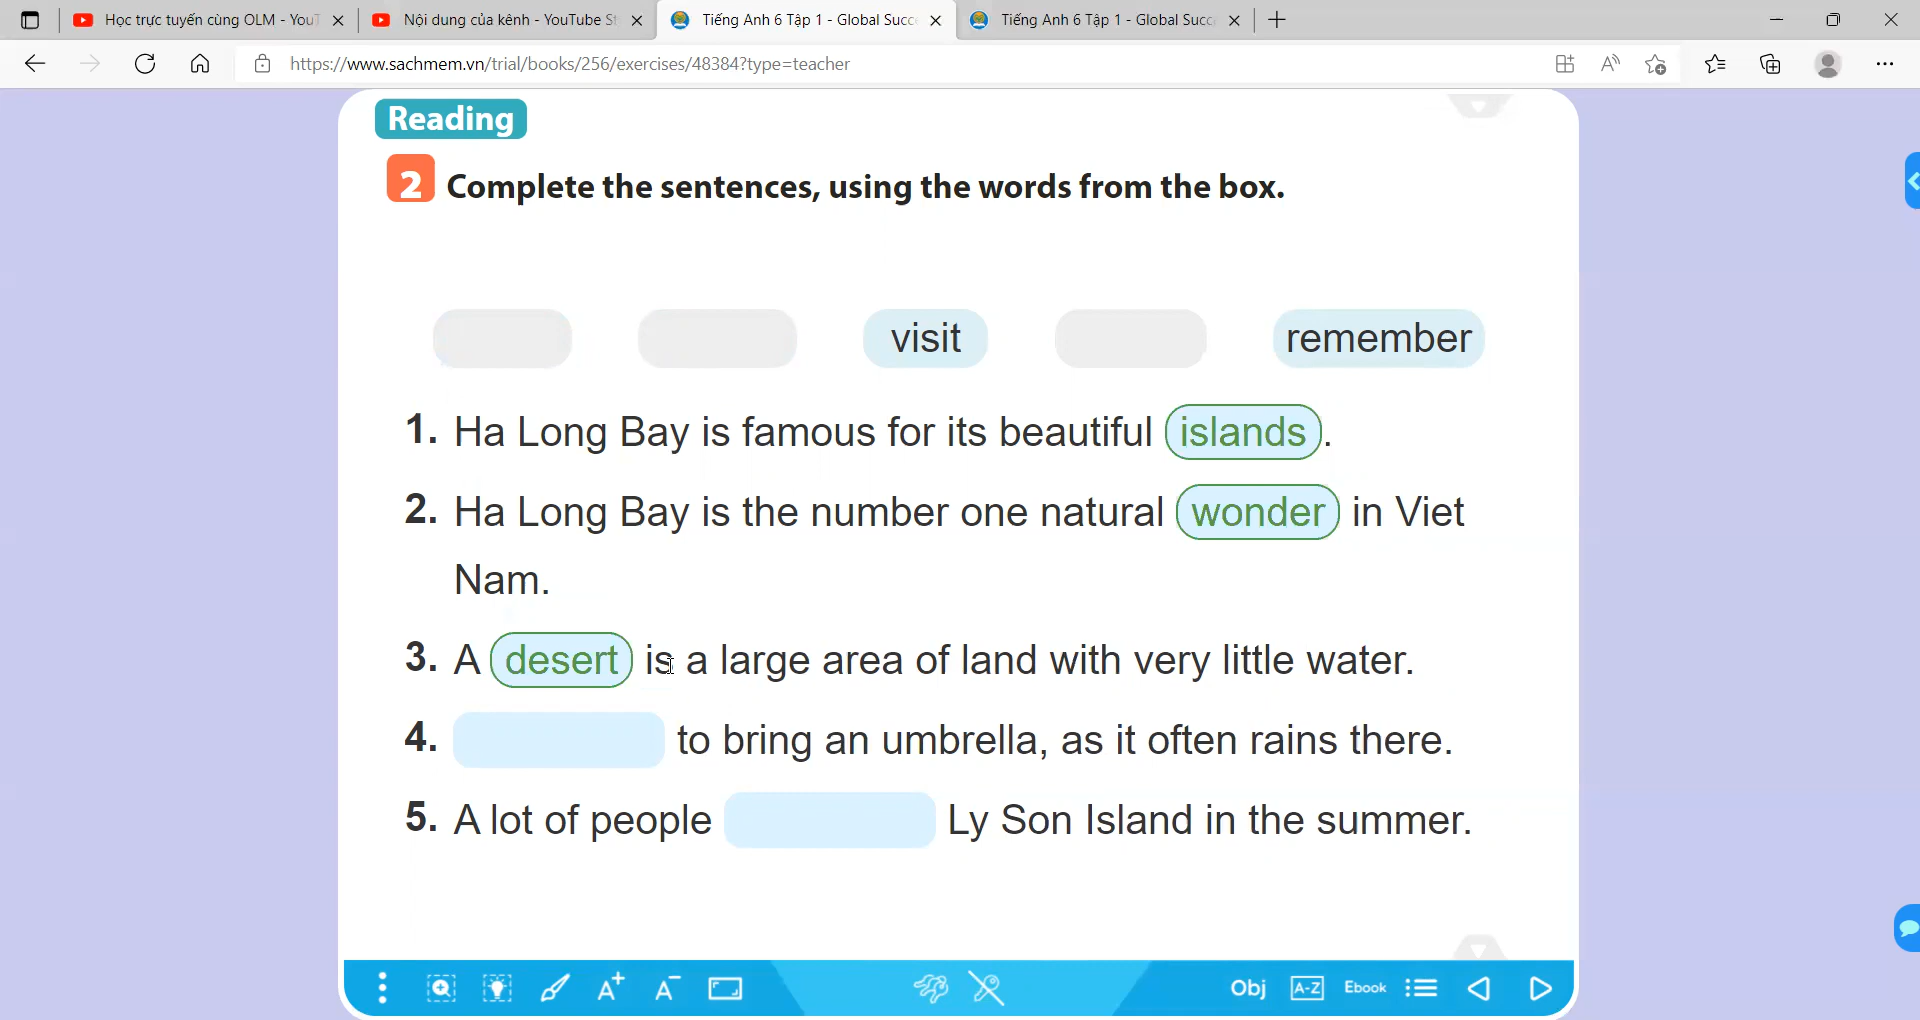 Học trực tuyến cùng OLM - YouT
Nội dung của kênh - YouTube St
Tiếng Anh 6 Tập 1 - Global Succe
Tiếng Anh 6 Tập 1 - Global Succe
https://www.sachmem.vn/trial/books/256/exercises/48384?type=teacher
Reading
2 Complete the sentences, using the words from the box.
visit remember
1. Ha Long Bay is famous for its beautiful islands.
2. Ha Long Bay is the number one natural wonder in Viet
Nam.
3. A desert is a large area of land with very little water.
4. to bring an umbrella, as it often rains there.
5. A lot of people Ly Son Island in the summer.
A+ A- Obj A-Z Ebook